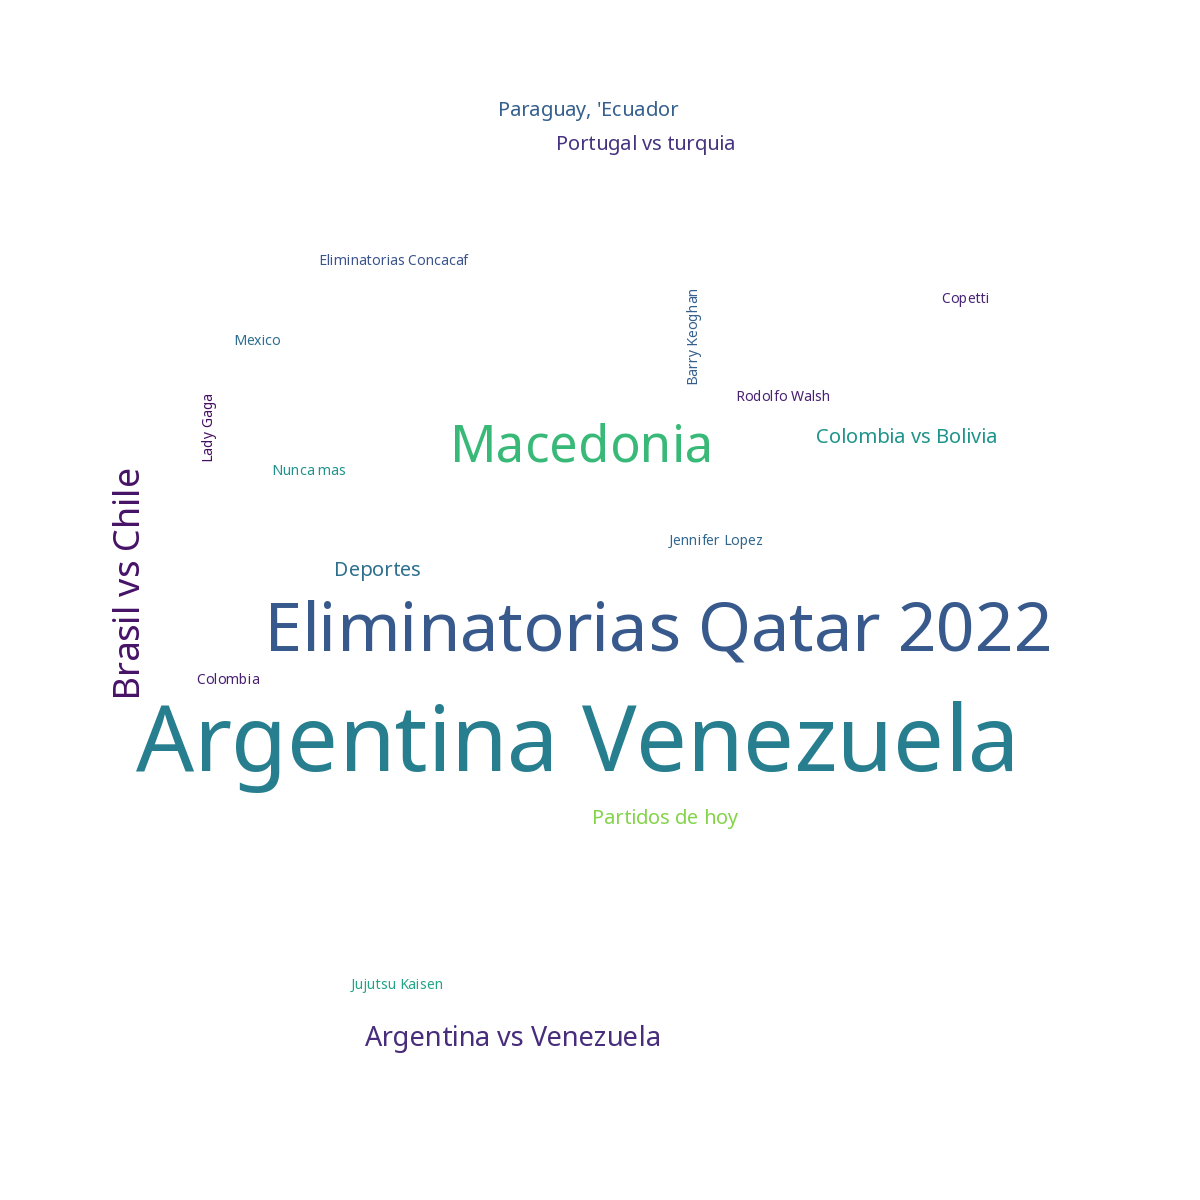 Paraguay, 'Ecuador
Portugal vs turquia
Eliminatorias Concacaf
Barry Keoghan
Copetti
Mexico
Lady Gaga
Rodolfo Walsh
Macedonia
Colombia vs Bolivia
Nunca mas
Brasil vs Chile
Jennifer Lopez
Deportes
Eliminatorias Qatar 2022
Colombia
Argentina Venezuela
Partidos de hoy
Jujutsu Kaisen
Argentina vs Venezuela